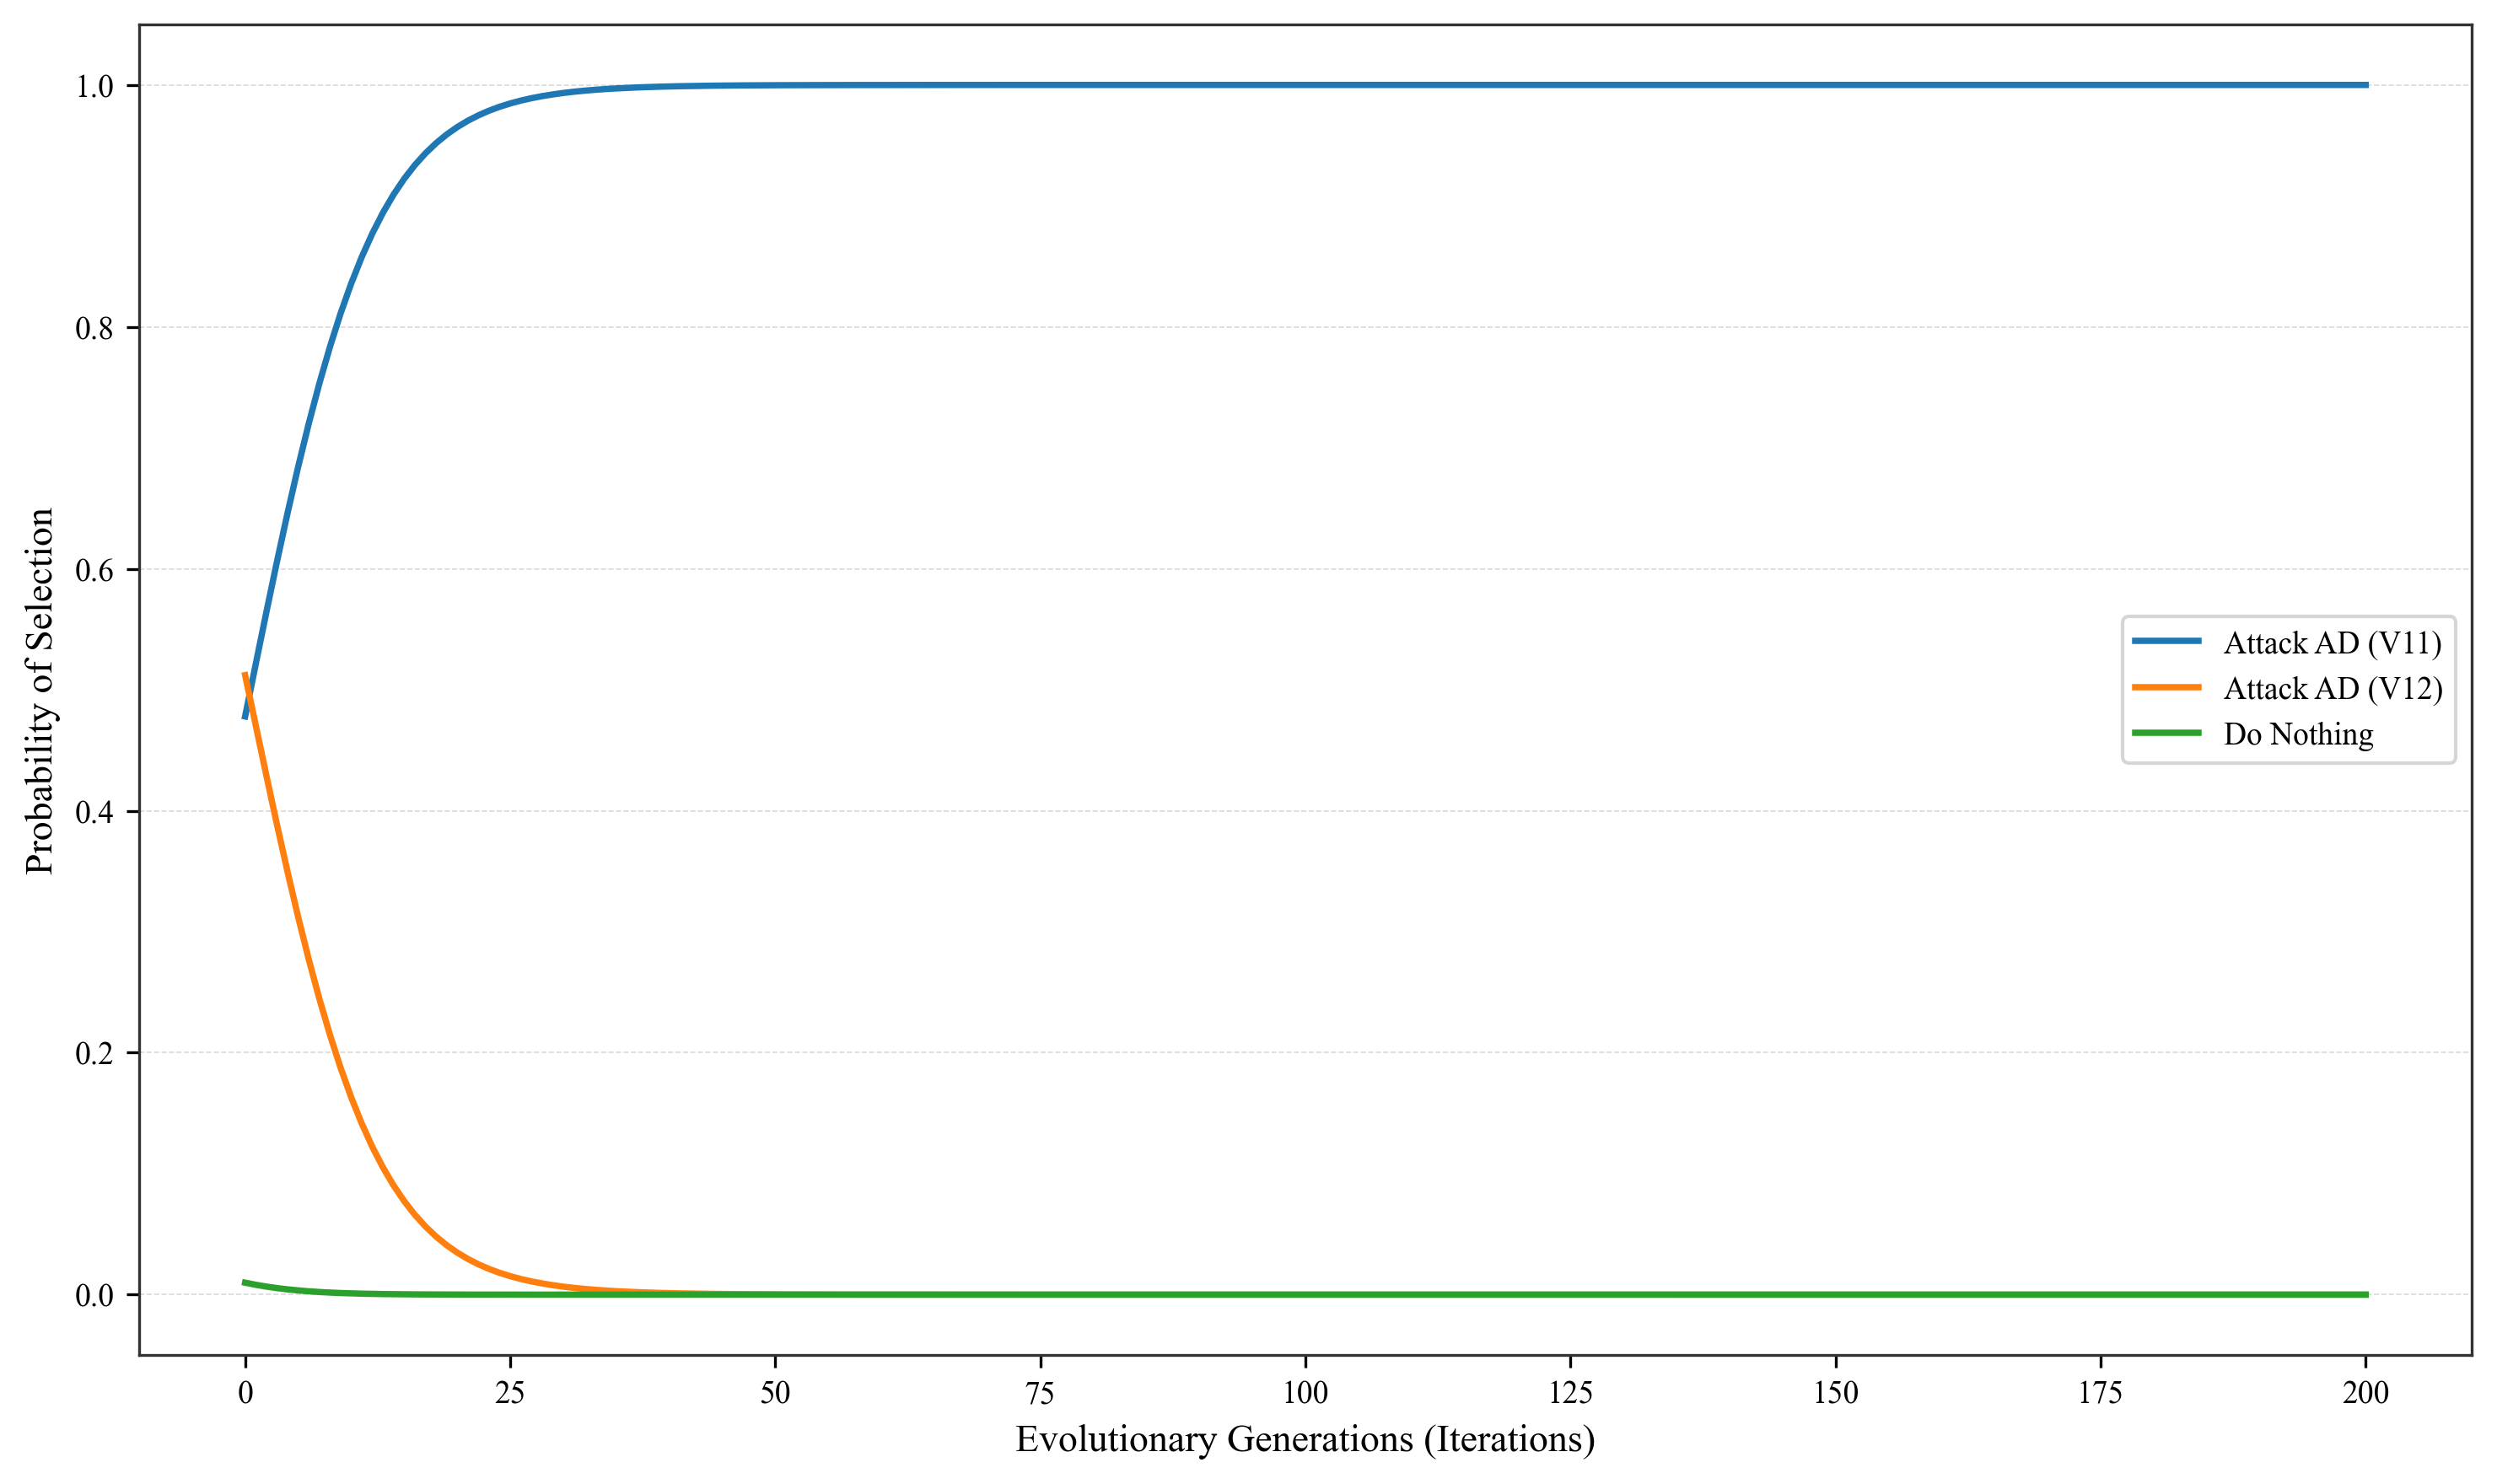 1.0
0.8
0.6
0.4
0.2
0.0
Probability of Selection
Attack AD (V11)
Attack AD (V12)
Do Nothing
0 25 50 75 100 125 150 175 200
Evolutionary Generations (Iterations)